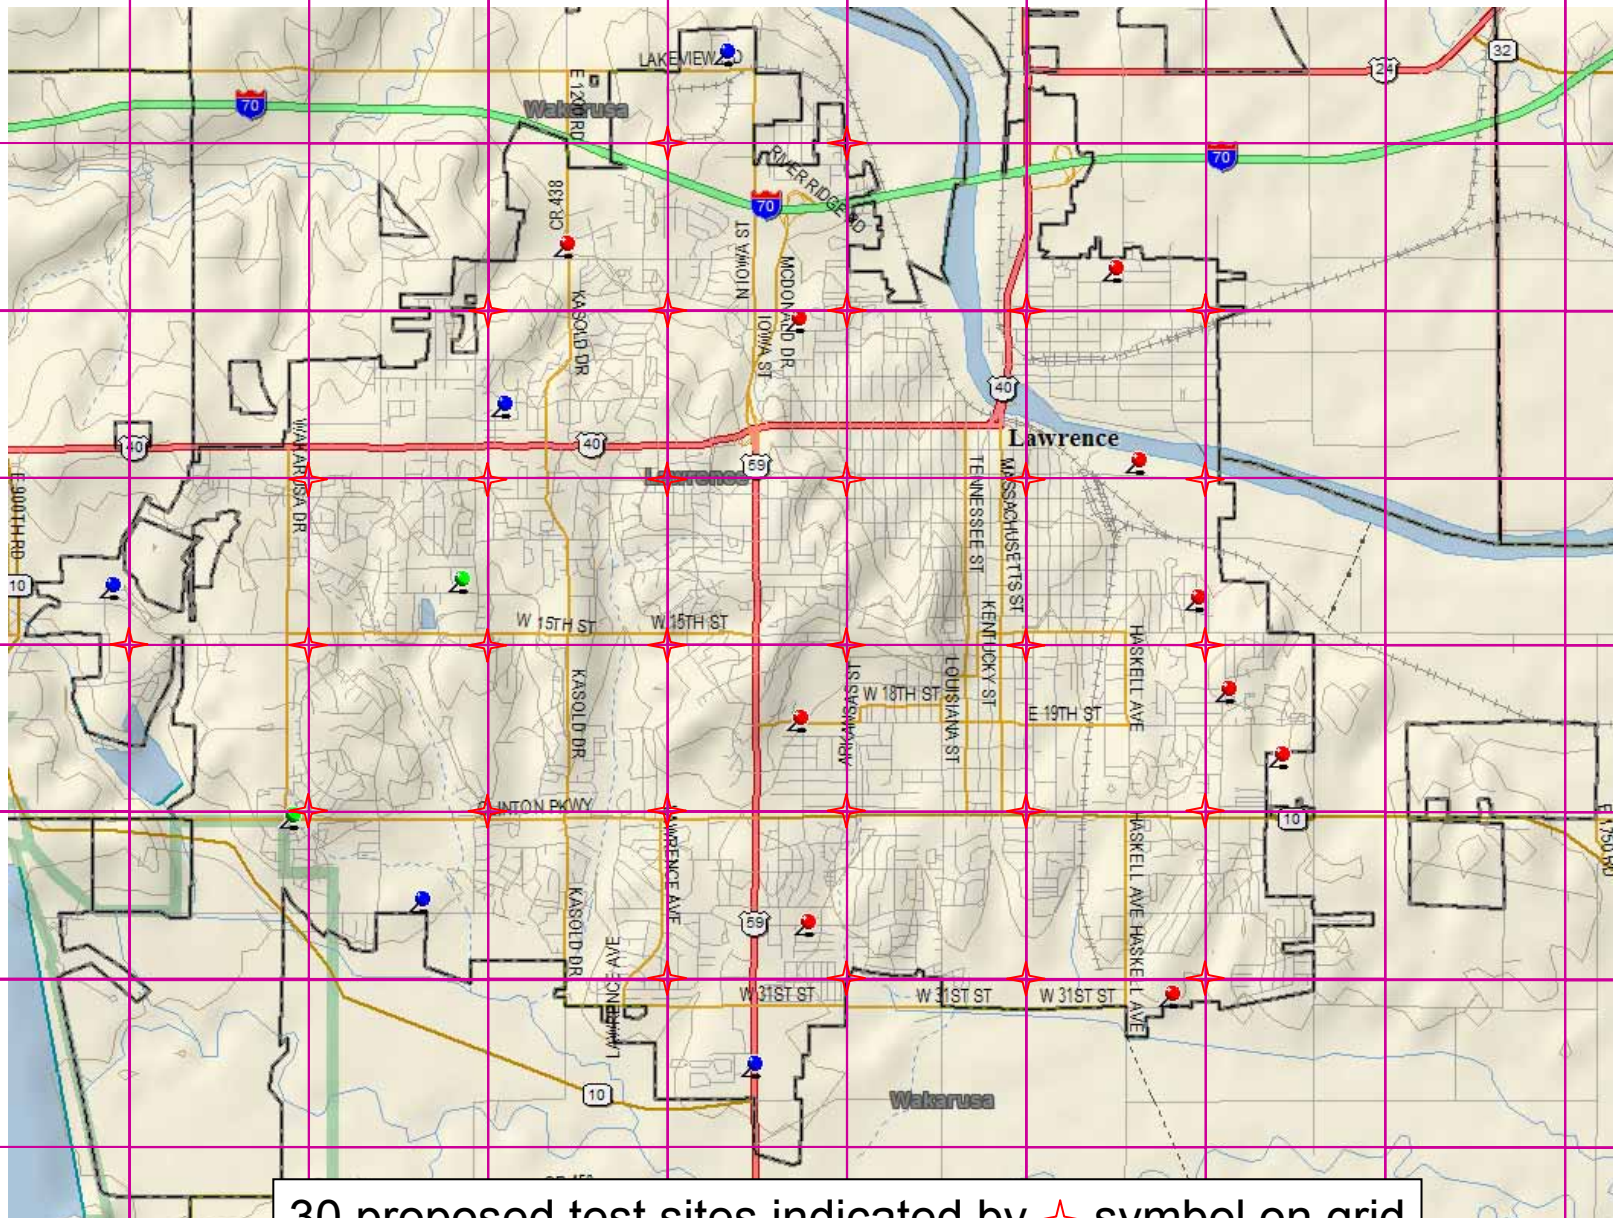 32
LAKEVIEW RD
24
70
E 1200 RD
Wakarusa
70
RIVER RIDGE RD
CR 438
70
N IOWA ST
MCDONALD DR
KASOLD DR
IOWA ST
40
Lawrence
40
40
WAKARUSA DR
59
Lawrence
TENNESSEE ST
MASSACHUSETTS ST
E 900TH RD
10
W 15TH ST
W 15TH ST
KENTUCKY ST
HASKELL AVE
KASOLD DR
ARKANSAS ST
W 18TH ST
LOUISIANA ST
E 19TH ST
CLINTON PKWY
10
E 1750 RD
LAWRENCE AVE
HASKELL AVE
KASOLD DR
59
LAWRENCE AVE
HASKELL AVE
W 31ST ST
W 31ST ST
W 31ST ST
10
Wakarusa
30 proposed test sites indicated by symbol on grid